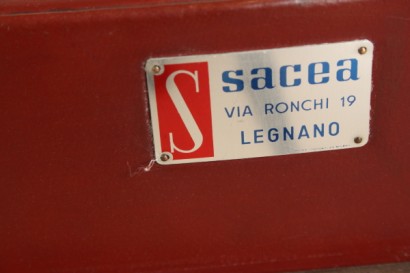 S
sacea
VIA RONCHI 19
LEGNANO